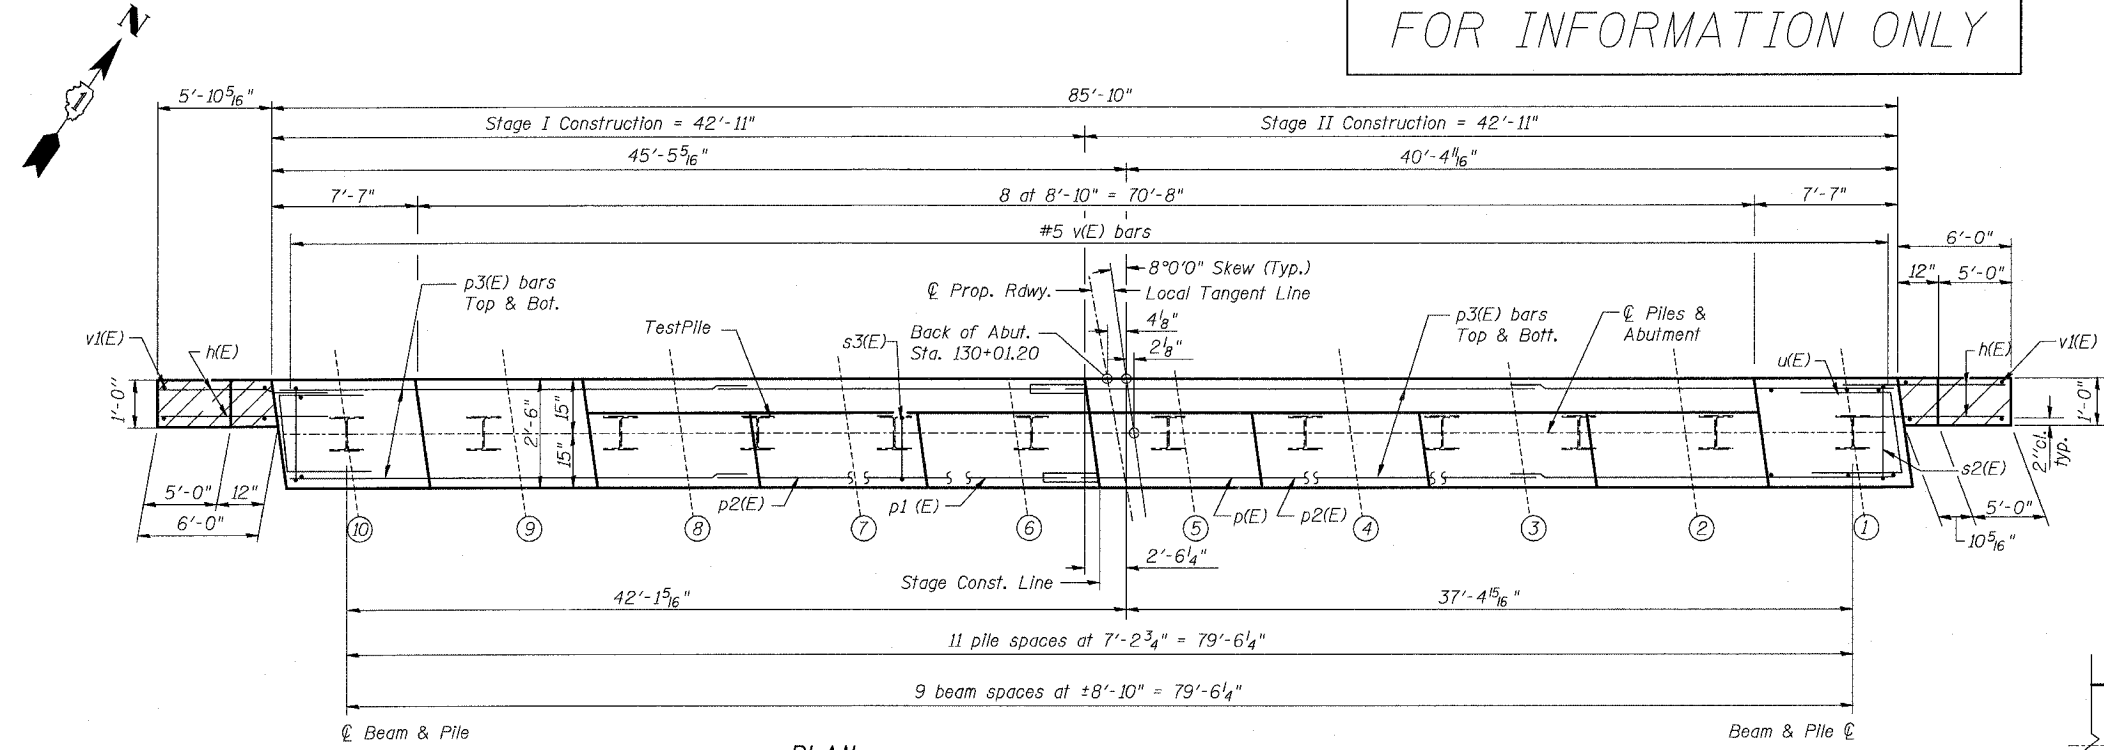 FOR INFORMATION ONLY
N
5'-10 5/16"
85'-10"
Stage I Construction = 42'-11"
Stage II Construction = 42'-11"
45'-5 5/16"
40'-4 11/16"
7'-7"
8 at 8'-10" = 70'-8"
7'-7"
#5 v(E) bars
6'-0"
12"
5'-0"
p3(E) bars
Top & Bot.
8°0'0" Skew (Typ.)
℄ Prop. Rdwy.
Local Tangent Line
4 1/8"
2 1/8"
p3(E) bars
Top & Bott.
℄ Piles &
Abutment
TestPile
s3(E)
Back of Abut.
Sta. 130+01.20
v1(E)
h(E)
u(E)
h(E)
v1(E)
1'-0"
2'-6"
15"
15"
1'-0"
2"cl.
typ.
s2(E)
5'-0"
12"
6'-0"
p2(E)
p1 (E)
p(E)
p2(E)
5'-0"
10 5/16"
10
9
8
7
6
5
4
3
2
1
2'-6 1/4"
Stage Const. Line
42'-1 5/16"
37'-4 15/16"
11 pile spaces at 7'-2 3/4" = 79'-6 1/4"
9 beam spaces at ±8'-10" = 79'-6 1/4"
℄ Beam & Pile
Beam & Pile ℄
PLAN